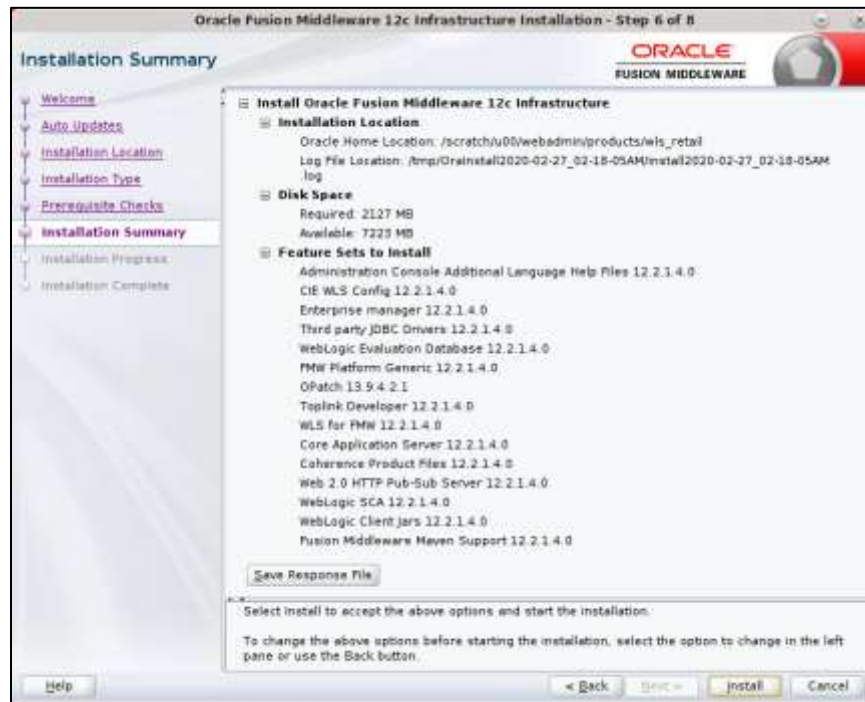 Oracle Fusion Middleware 12c Infrastructure Installation - Step 6 of 8
Installation Summary
ORACLE
FUSION MIDDLEWARE
Welcome
Auto Updates
Installation Location
Installation Type
Prerequisite Checks
Installation Summary
Installation Progress
Installation Complete
Install Oracle Fusion Middleware 12c Infrastructure
Installation Location
Oracle Home Location: /scratch/u00/webadmin/products/wls_retail
Log File Location: /tmp/OraInstall2020-02-27_02-18-05AM/install2020-02-27_02-18-05AM
.log
Disk Space
Required: 2127 MB
Available: 7223 MB
Feature Sets to Install
Administration Console Additional Language Help Files 12.2.1.4.0
CIE WLS Config 12.2.1.4.0
Enterprise manager 12.2.1.4.0
Third party JDBC Drivers 12.2.1.4.0
WebLogic Evaluation Database 12.2.1.4.0
FMW Platform Generic 12.2.1.4.0
OPatch 13.9.4.2.1
Toplink Developer 12.2.1.4.0
WLS for FMW 12.2.1.4.0
Core Application Server 12.2.1.4.0
Coherence Product Files 12.2.1.4.0
Web 2.0 HTTP Pub-Sub Server 12.2.1.4.0
WebLogic SCA 12.2.1.4.0
WebLogic Client Jars 12.2.1.4.0
Fusion Middleware Maven Support 12.2.1.4.0
Save Response File
Select Install to accept the above options and start the installation.
To change the above options before starting the installation, select the option to change in the left
pane or use the Back button.
Help
< Back
Next >
Install
Cancel